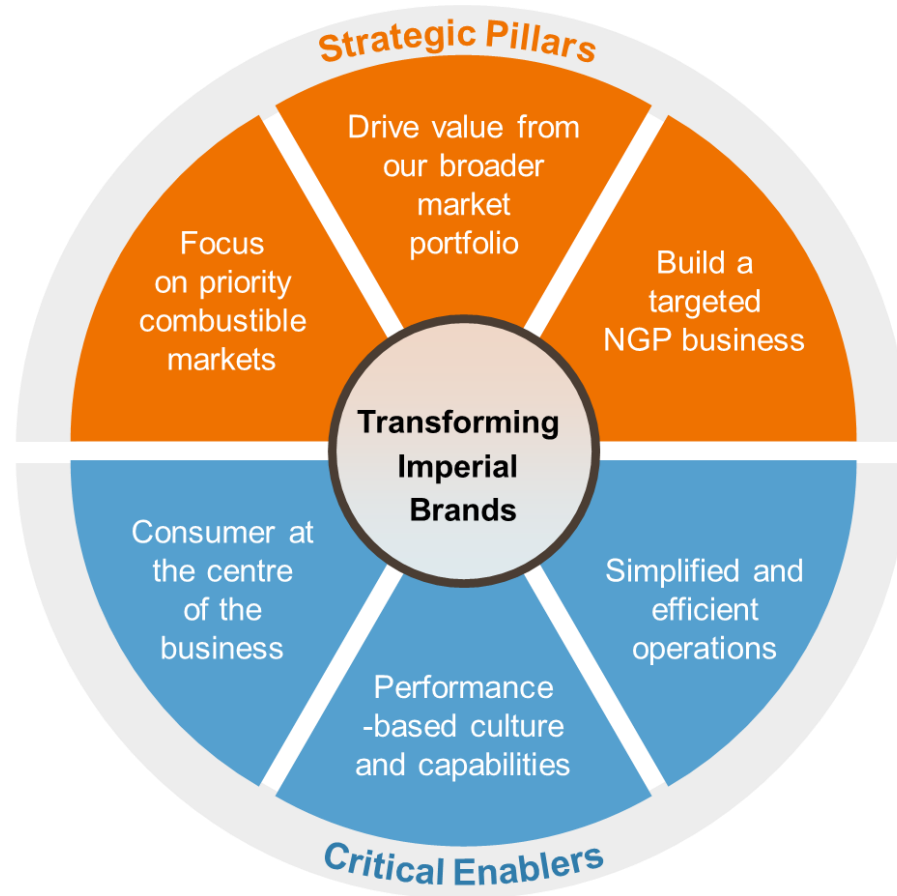 Strategic Pillars
Focus
on priority
combustible
markets
Drive value from
our broader
market
portfolio
Build a
targeted
NGP business
Transforming
Imperial
Brands
Consumer at
the centre
of the
business
Performance
-based culture
and capabilities
Simplified and
efficient
operations
Critical Enablers